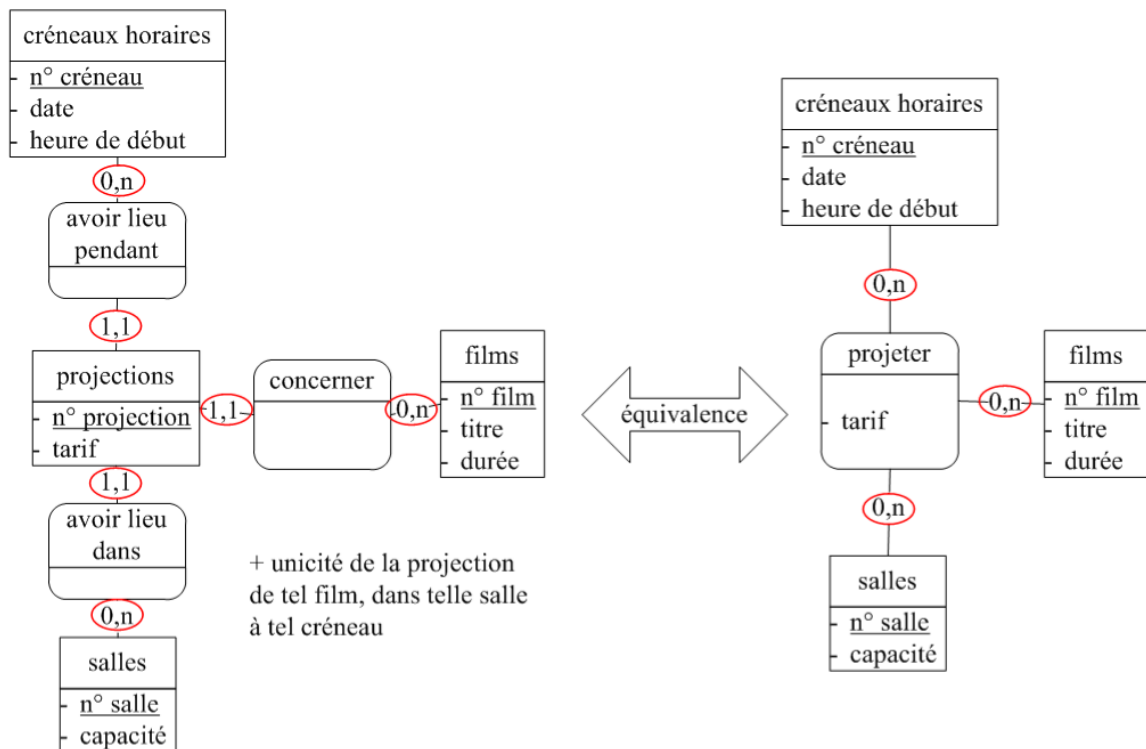 créneaux horaires
n° créneau
date
heure de début
0,n
avoir lieu
pendant
1,1
projections
n° projection
tarif
1,1
concerner
0,n
films
n° film
titre
durée
1,1
avoir lieu
dans
0,n
salles
n° salle
capacité
+ unicité de la projection
de tel film, dans telle salle
à tel créneau
équivalence
créneaux horaires
n° créneau
date
heure de début
0,n
projeter
tarif
0,n
films
n° film
titre
durée
0,n
salles
n° salle
capacité